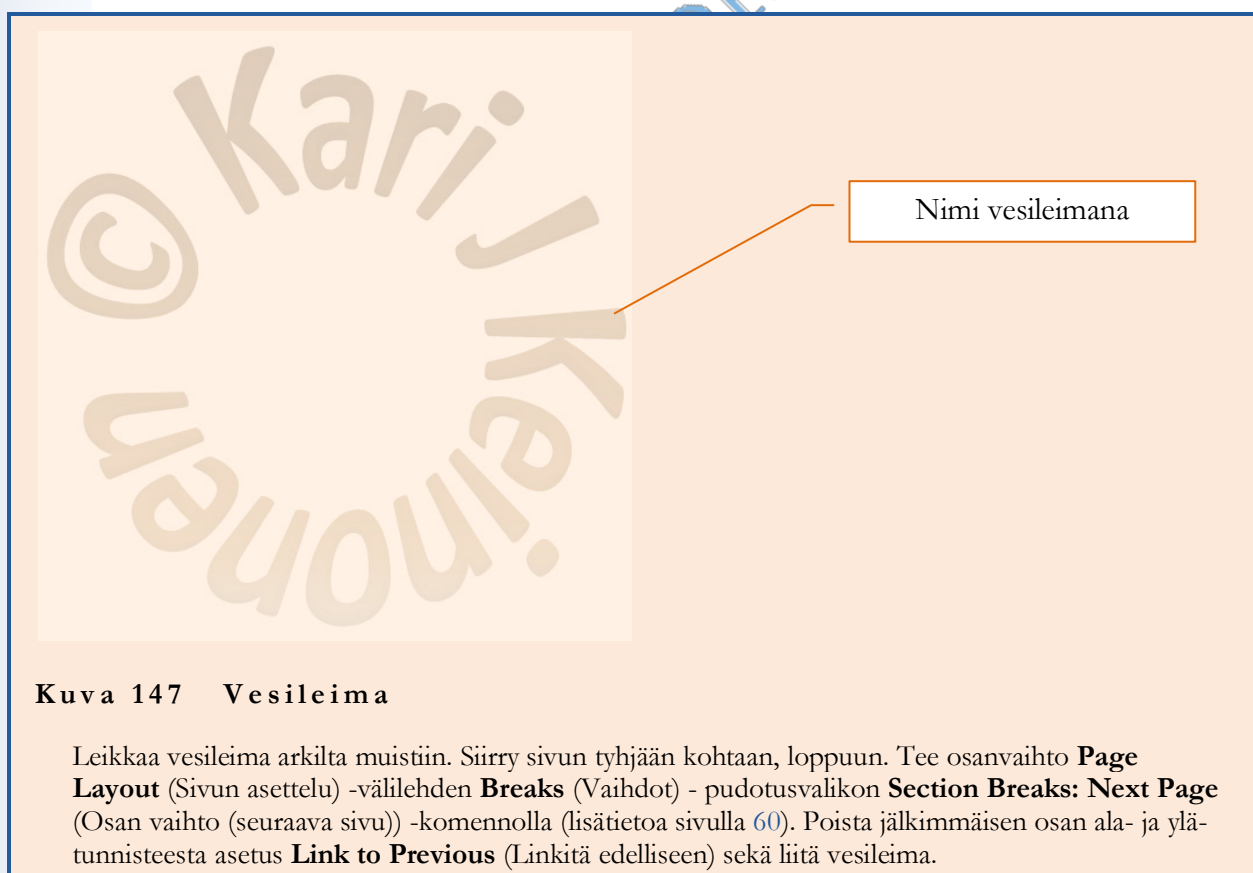 © Kari J Keinonen
Nimi vesileimana
Kuva 147 Vesileima
Leikkaa vesileima arkilta muistiin. Siirry sivun tyhjään kohtaan, loppuun. Tee osanvaihto Page
Layout (Sivun asettelu) -välilehden Breaks (Vaihdot) - pudotusvalikon Section Breaks: Next Page
(Osan vaihto (seuraava sivu)) -komennolla (lisätietoa sivulla 60). Poista jälkimmäisen osan ala- ja ylä-
tunnisteesta asetus Link to Previous (Linkitä edelliseen) sekä liitä vesileima.